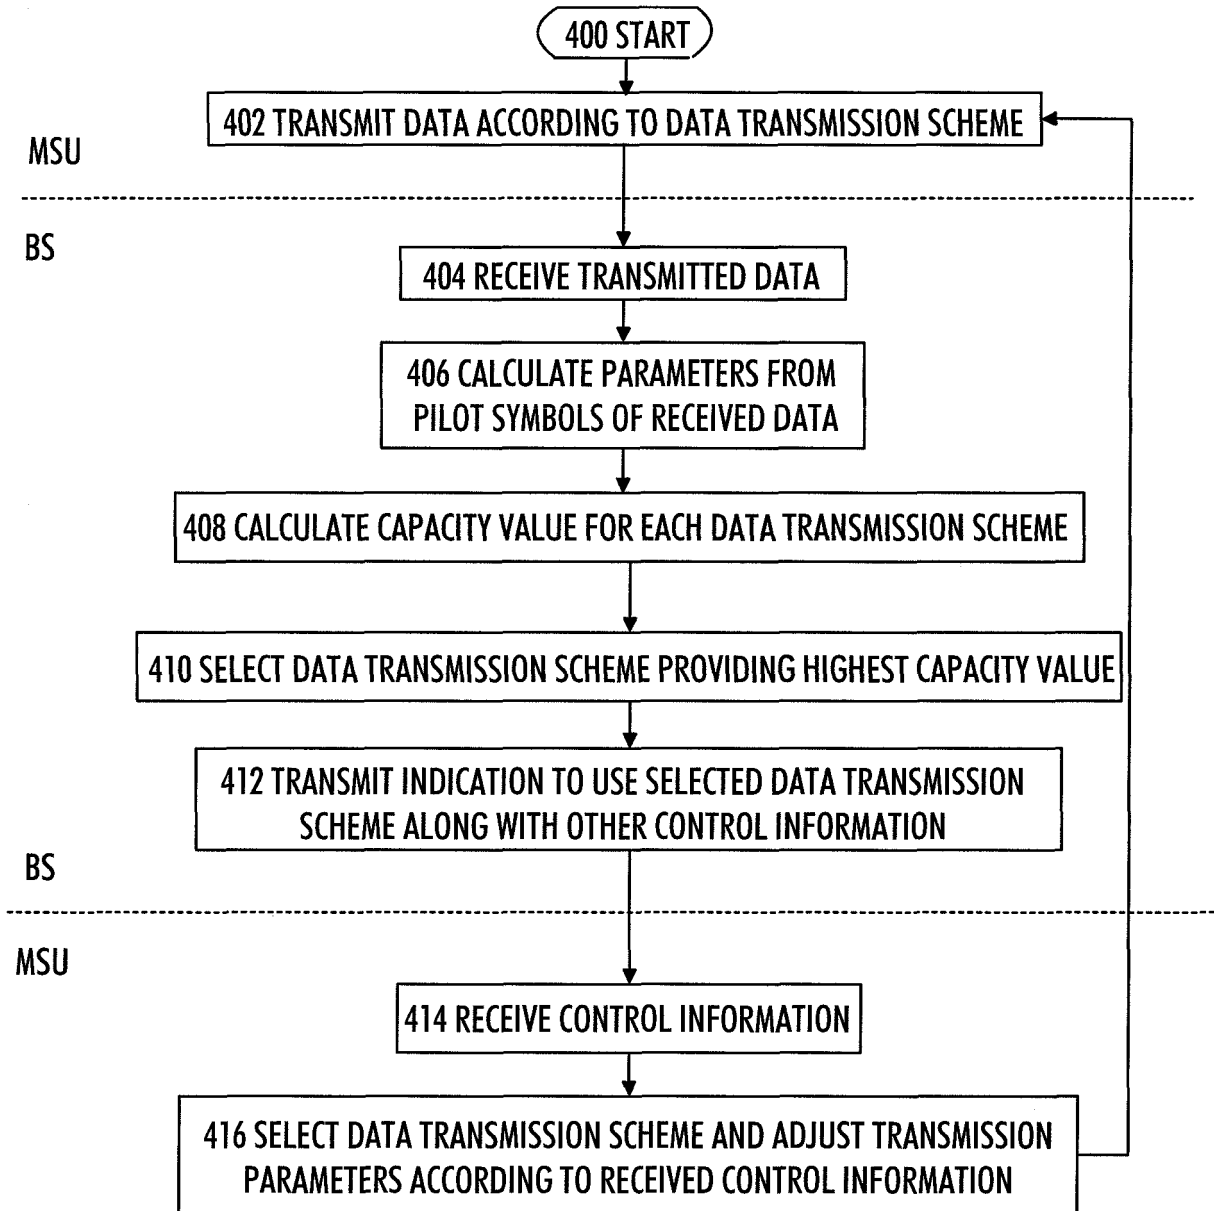 400 START
402 TRANSMIT DATA ACCORDING TO DATA TRANSMISSION SCHEME
MSU
BS
404 RECEIVE TRANSMITTED DATA
406 CALCULATE PARAMETERS FROM
PILOT SYMBOLS OF RECEIVED DATA
408 CALCULATE CAPACITY VALUE FOR EACH DATA TRANSMISSION SCHEME
410 SELECT DATA TRANSMISSION SCHEME PROVIDING HIGHEST CAPACITY VALUE
412 TRANSMIT INDICATION TO USE SELECTED DATA TRANSMISSION
SCHEME ALONG WITH OTHER CONTROL INFORMATION
BS
MSU
414 RECEIVE CONTROL INFORMATION
416 SELECT DATA TRANSMISSION SCHEME AND ADJUST TRANSMISSION
PARAMETERS ACCORDING TO RECEIVED CONTROL INFORMATION